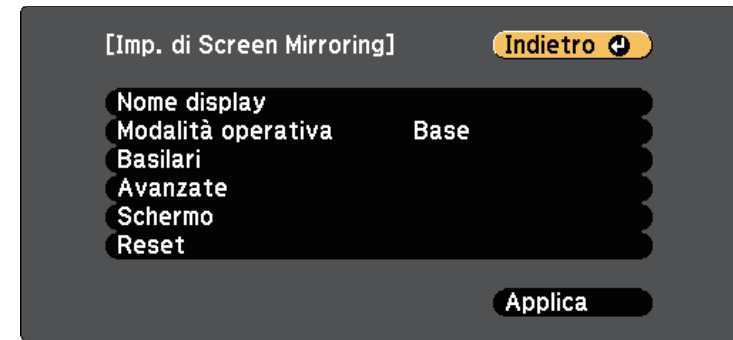 [Imp. di Screen Mirroring] Indietro
Nome display
Modalità operativa Base
Basilari
Avanzate
Schermo
Reset
Applica